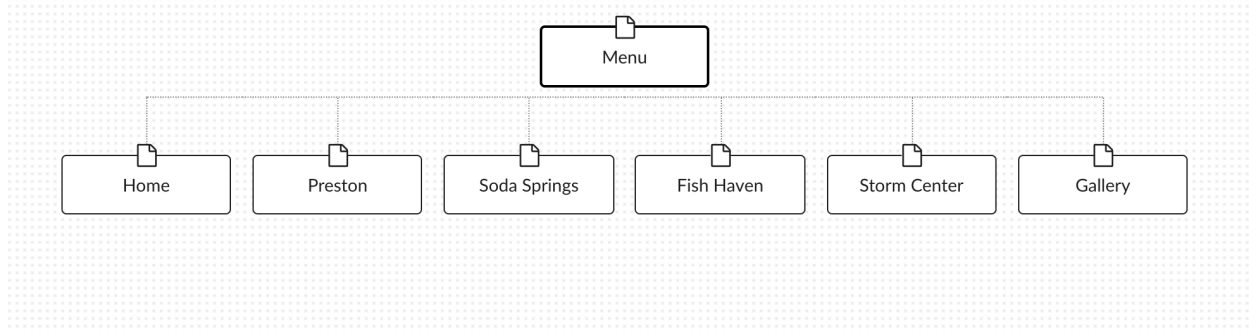 Menu
Home
Preston
Soda Springs
Fish Haven
Storm Center
Gallery